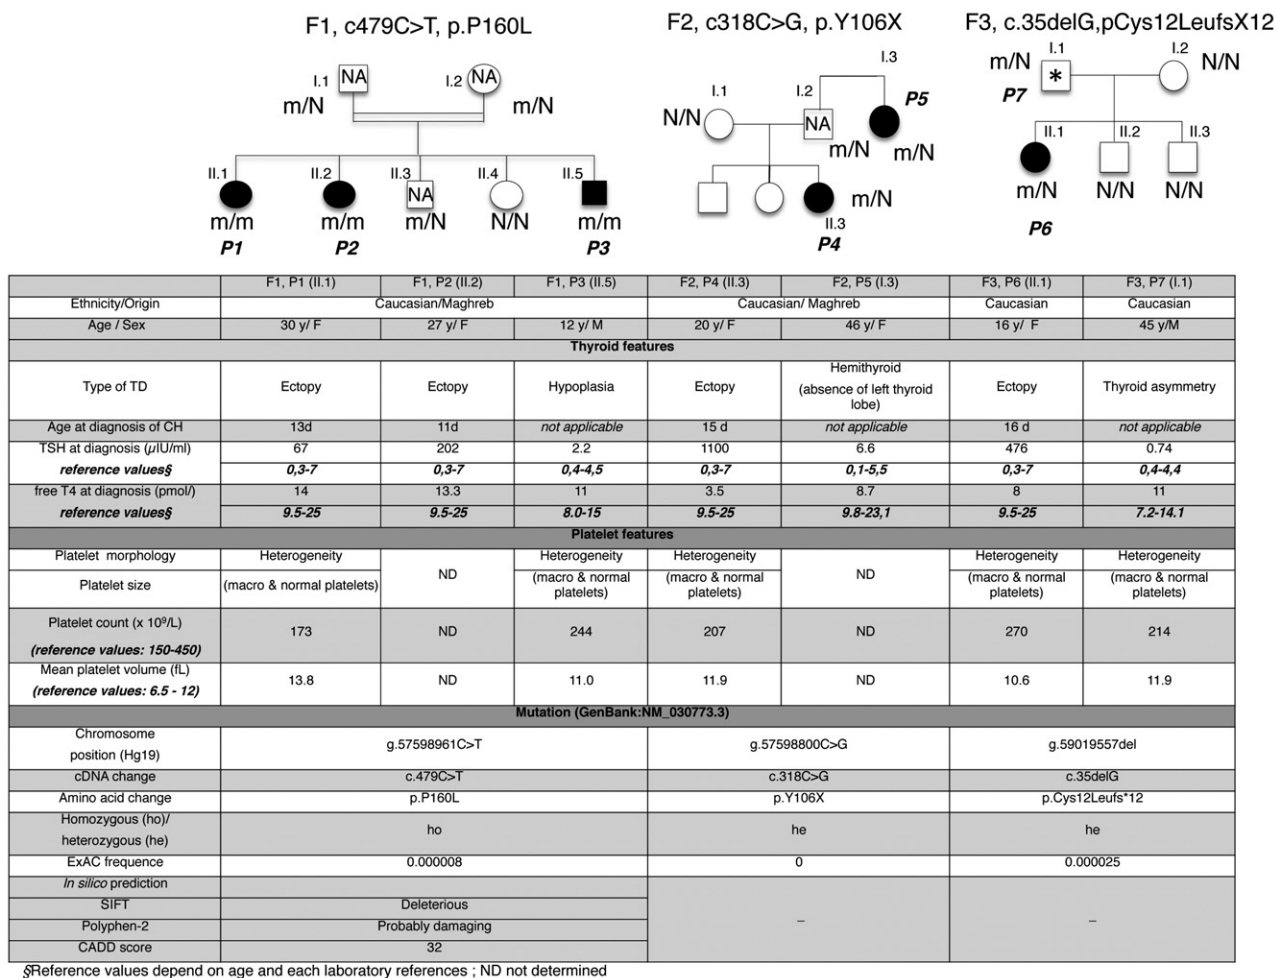 F1, c479C>T, p.P160L
F2, c318C>G, p.Y106X
F3, c.35delG,pCys12LeufsX12
I.1 NA I.2 NA
m/N m/N
II.1 II.2 II.3 II.4 II.5
NA
m/m m/m m/N N/N m/m
P1 P2 P3
I.3
I.1 I.2 P5
N/N NA
m/N m/N
m/N
II.3
P4
I.1 I.2
m/N * N/N
P7
II.1 II.2 II.3
m/N N/N N/N
P6
F1, P1 (II.1) F1, P2 (II.2) F1, P3 (II.5) F2, P4 (II.3) F2, P5 (I.3) F3, P6 (II.1) F3, P7 (I.1)
Ethnicity/Origin Caucasian/Maghreb Caucasian/ Maghreb Caucasian Caucasian
Age / Sex 30 y/ F 27 y/ F 12 y/ M 20 y/ F 46 y/ F 16 y/ F 45 y/M
Thyroid features
Type of TD Ectopy Ectopy Hypoplasia Ectopy Hemithyroid (absence of left thyroid lobe) Ectopy Thyroid asymmetry
Age at diagnosis of CH 13d 11d not applicable 15 d not applicable 16 d not applicable
TSH at diagnosis (µIU/ml) 67 202 2.2 1100 6.6 476 0.74
reference values§ 0,3-7 0,3-7 0,4-4,5 0,3-7 0,1-5,5 0,3-7 0,4-4,4
free T4 at diagnosis (pmol/) 14 13.3 11 3.5 8.7 8 11
reference values§ 9.5-25 9.5-25 8.0-15 9.5-25 9.8-23,1 9.5-25 7.2-14.1
Platelet features
Platelet morphology Heterogeneity ND Heterogeneity Heterogeneity ND Heterogeneity Heterogeneity
Platelet size (macro & normal platelets) (macro & normal platelets) (macro & normal platelets) (macro & normal platelets) (macro & normal platelets)
Platelet count (x 10⁹/L) 173 ND 244 207 ND 270 214
(reference values: 150-450)
Mean platelet volume (fL) 13.8 ND 11.0 11.9 ND 10.6 11.9
(reference values: 6.5 - 12)
Mutation (GenBank:NM_030773.3)
Chromosome
position (Hg19) g.57598961C>T g.57598800C>G g.59019557del
cDNA change c.479C>T c.318C>G c.35delG
Amino acid change p.P160L p.Y106X p.Cys12Leufs*12
Homozygous (ho)/
heterozygous (he) ho he he
ExAC frequency 0.000008 0 0.000025
In silico prediction
SIFT Deleterious – –
Polyphen-2 Probably damaging
CADD score 32
§Reference values depend on age and each laboratory references ; ND not determined